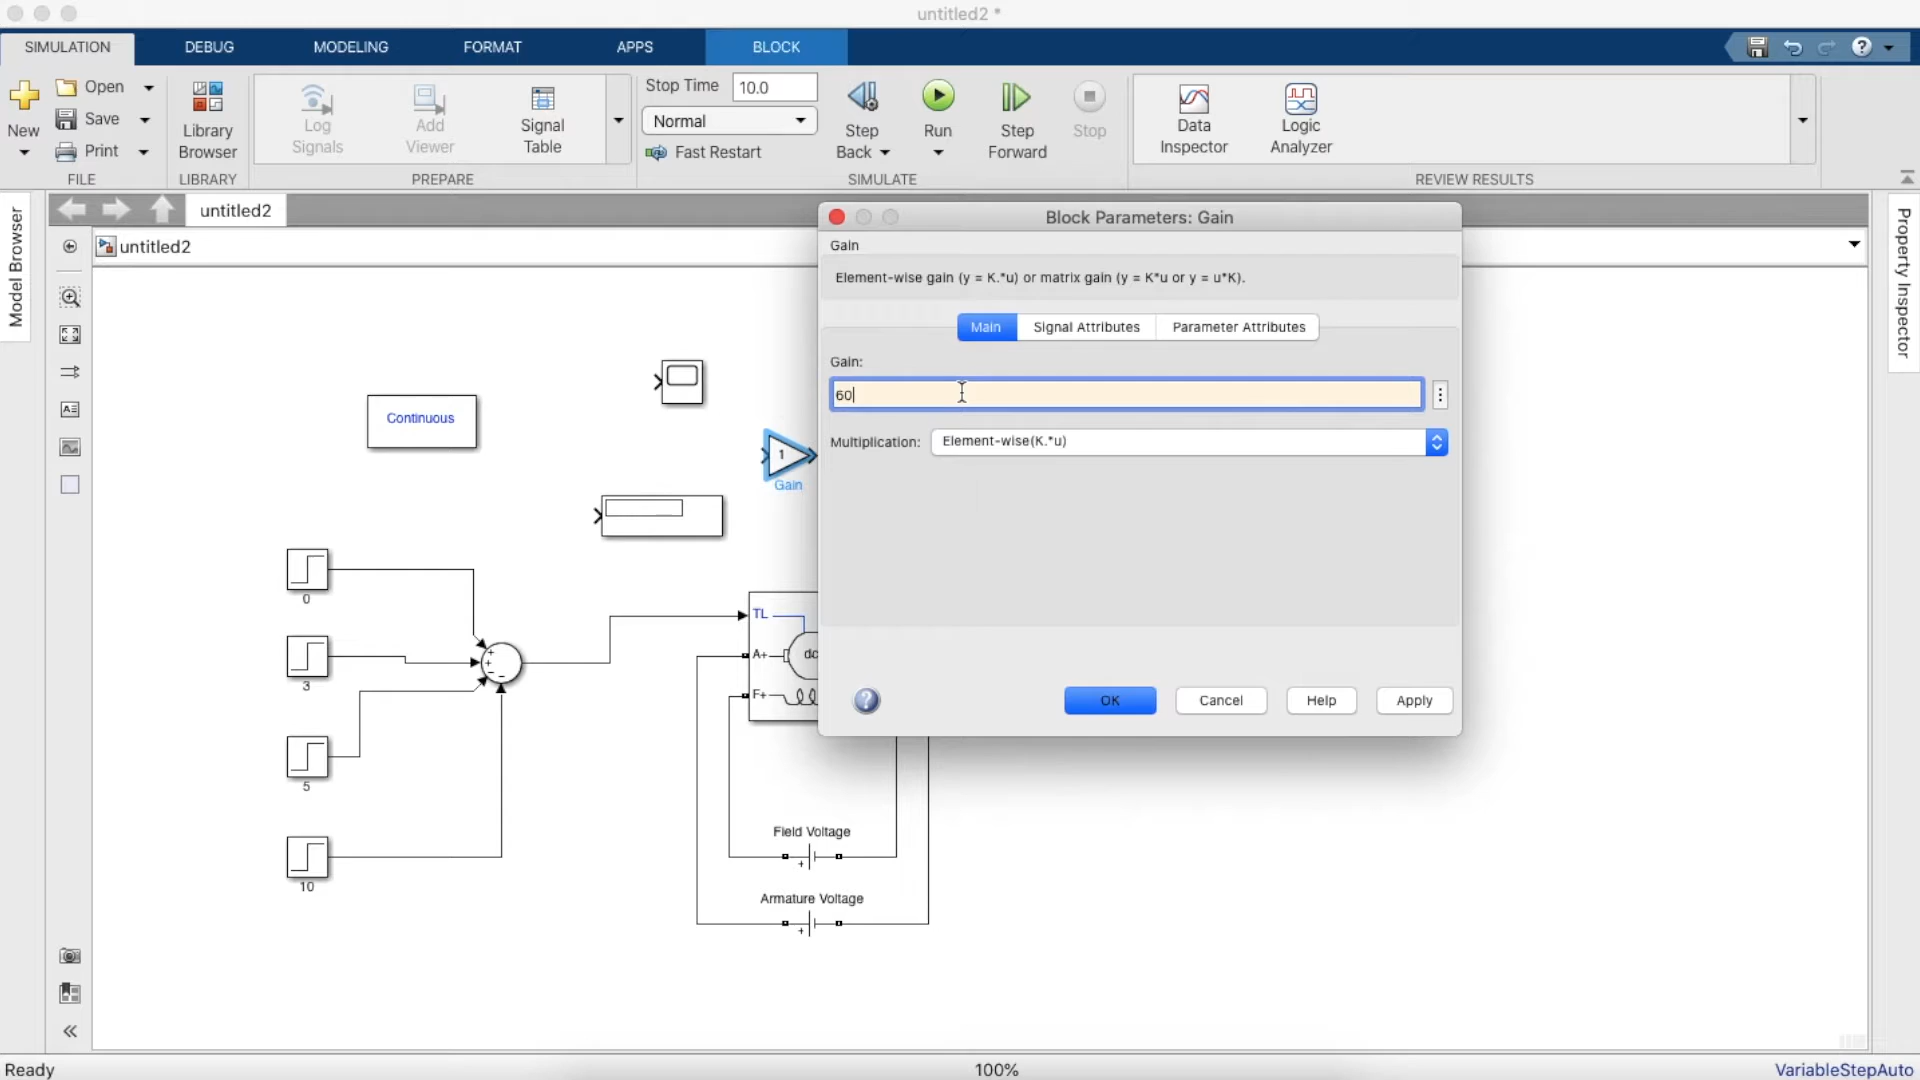 untitled2 *
SIMULATION
DEBUG
MODELING
FORMAT
APPS
BLOCK
New
Open
Save
Print
FILE
Library
Browser
LIBRARY
Log
Signals
Add
Viewer
Signal
Table
PREPARE
Stop Time
10.0
Normal
Fast Restart
Step
Back
Run
Step
Forward
Stop
SIMULATE
Data
Inspector
Logic
Analyzer
REVIEW RESULTS
Model Browser
Property Inspector
untitled2
untitled2
Block Parameters: Gain
Gain
Element-wise gain (y = K.*u) or matrix gain (y = K*u or y = u*K).
Main
Signal Attributes
Parameter Attributes
Gain:
60
Multiplication:
Element-wise(K.*u)
OK
Cancel
Help
Apply
Continuous
1
Gain
0
3
5
10
TL
A+
dc
F+
Field Voltage
+
Armature Voltage
+
Ready
100%
VariableStepAuto